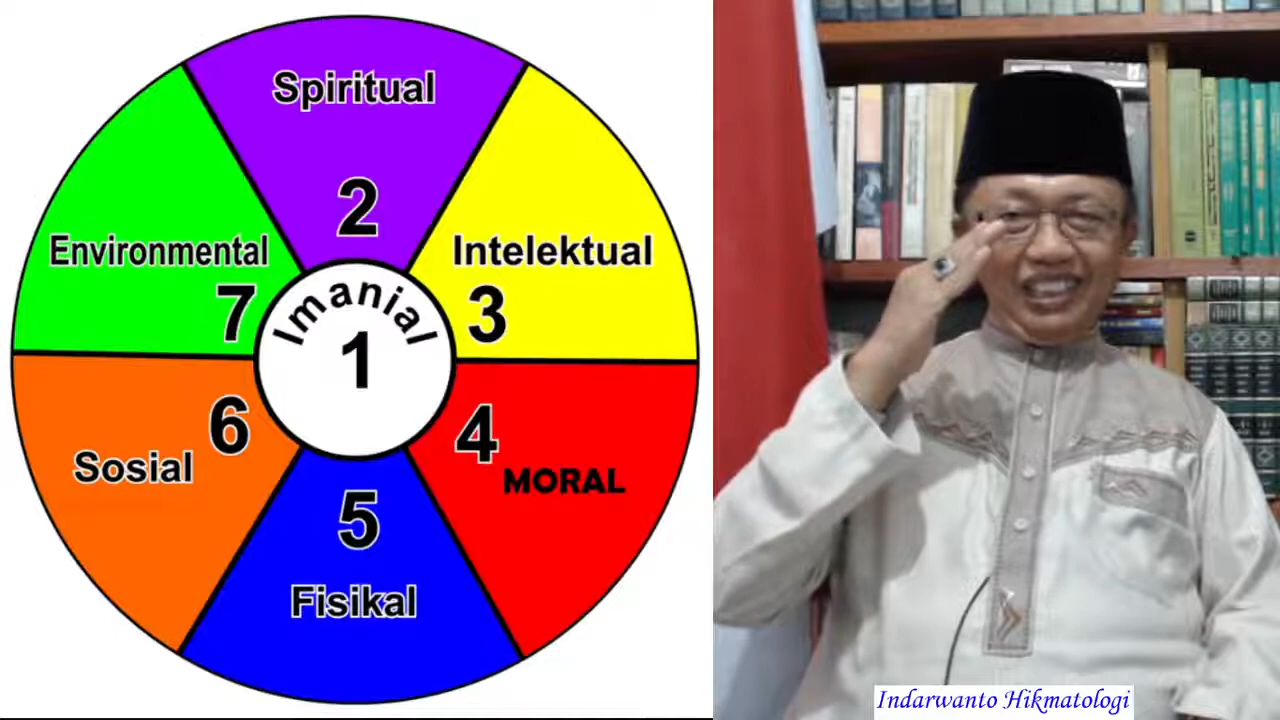 Spiritual
2
Environmental
7
Imanial
1
Intelektual
3
Sosial
6
4
MORAL
5
Fisikal
Indarwanto Hikmatologi